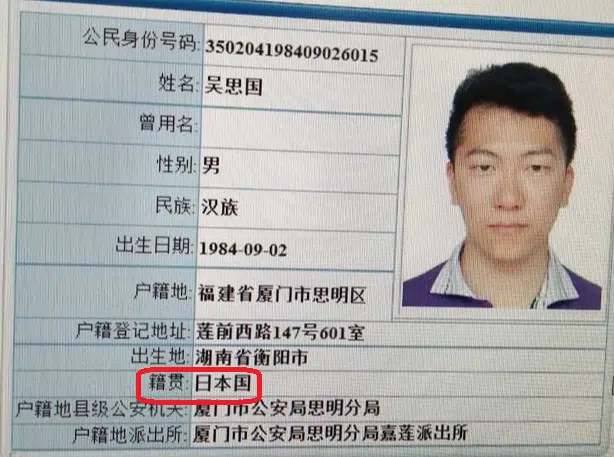 公民身份号码: 350204198409026015
姓名: 吴思国
曾用名:
性别: 男
民族: 汉族
出生日期: 1984-09-02
户籍地: 福建省厦门市思明区
户籍登记地址: 莲前西路147号601室
出生地: 湖南省衡阳市
籍贯: 日本国
户籍地县级公安机关: 厦门市公安局思明分局
户籍地派出所: 厦门市公安局思明分局嘉莲派出所